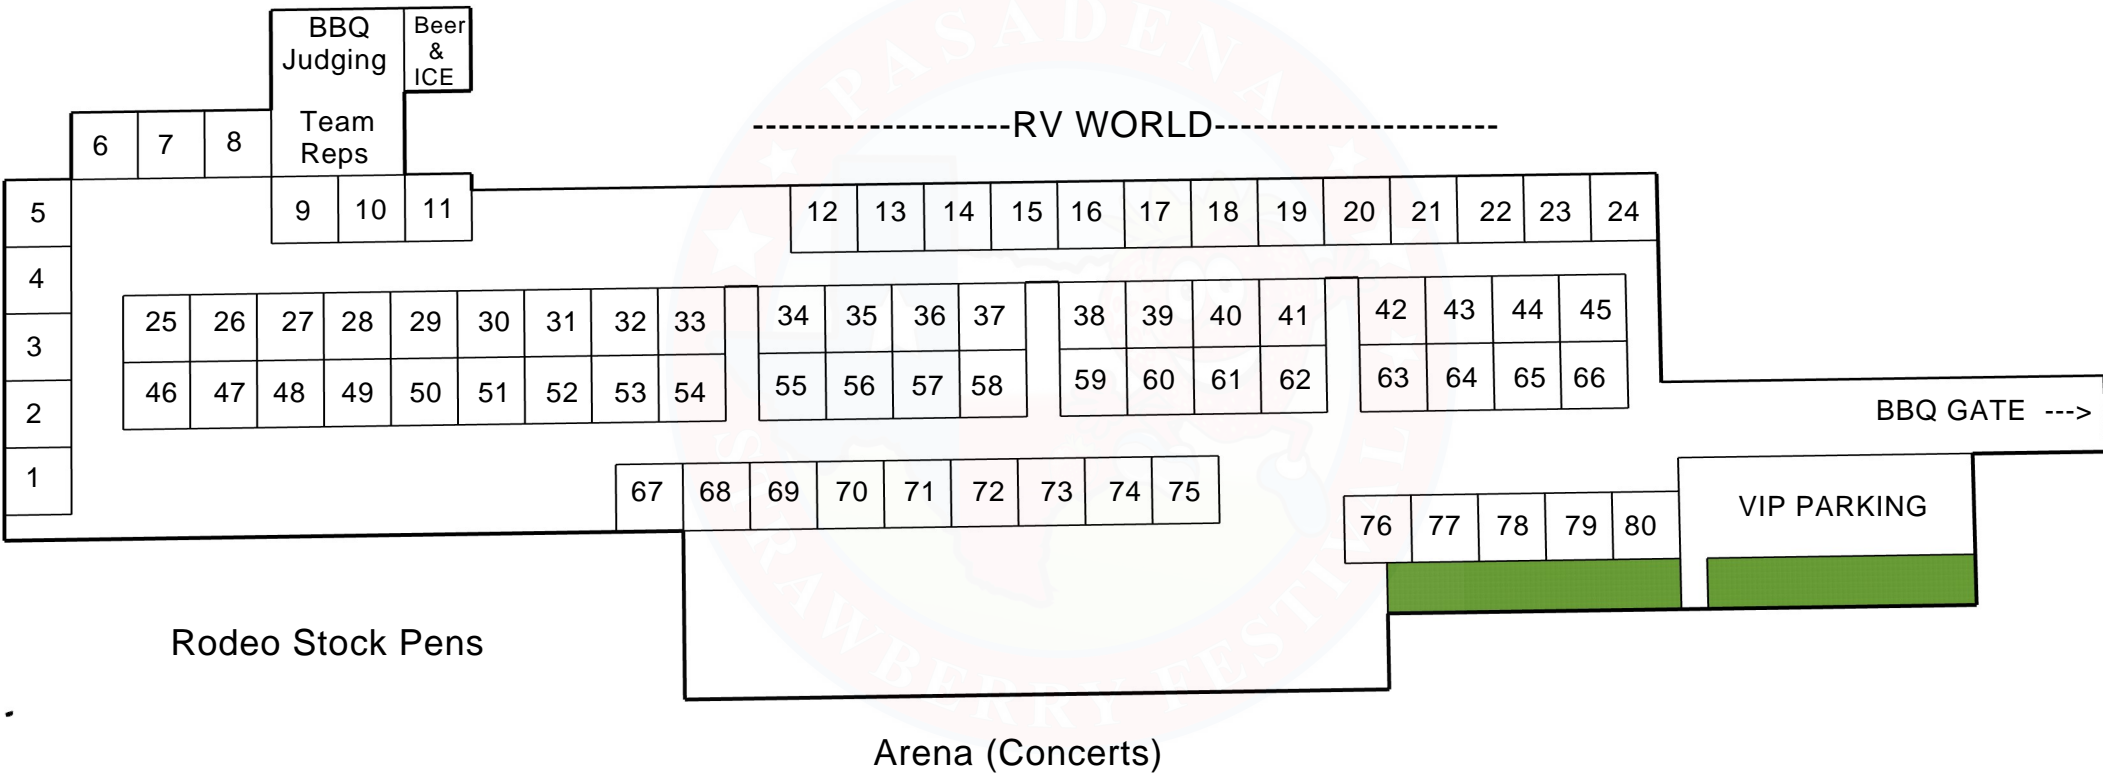 BBQ
Judging
Beer
&
ICE
Team
Reps
--------------------RV WORLD----------------------
6 7 8
5
4
3
2
1
9 10 11
12 13 14 15 16 17 18 19 20 21 22 23 24
25 26 27 28 29 30 31 32 33 34 35 36 37 38 39 40 41 42 43 44 45
46 47 48 49 50 51 52 53 54 55 56 57 58 59 60 61 62 63 64 65 66
BBQ GATE --->
67 68 69 70 71 72 73 74 75
76 77 78 79 80
VIP PARKING
Rodeo Stock Pens
Arena (Concerts)
PASADENA
STRAWBERRY FESTIVAL